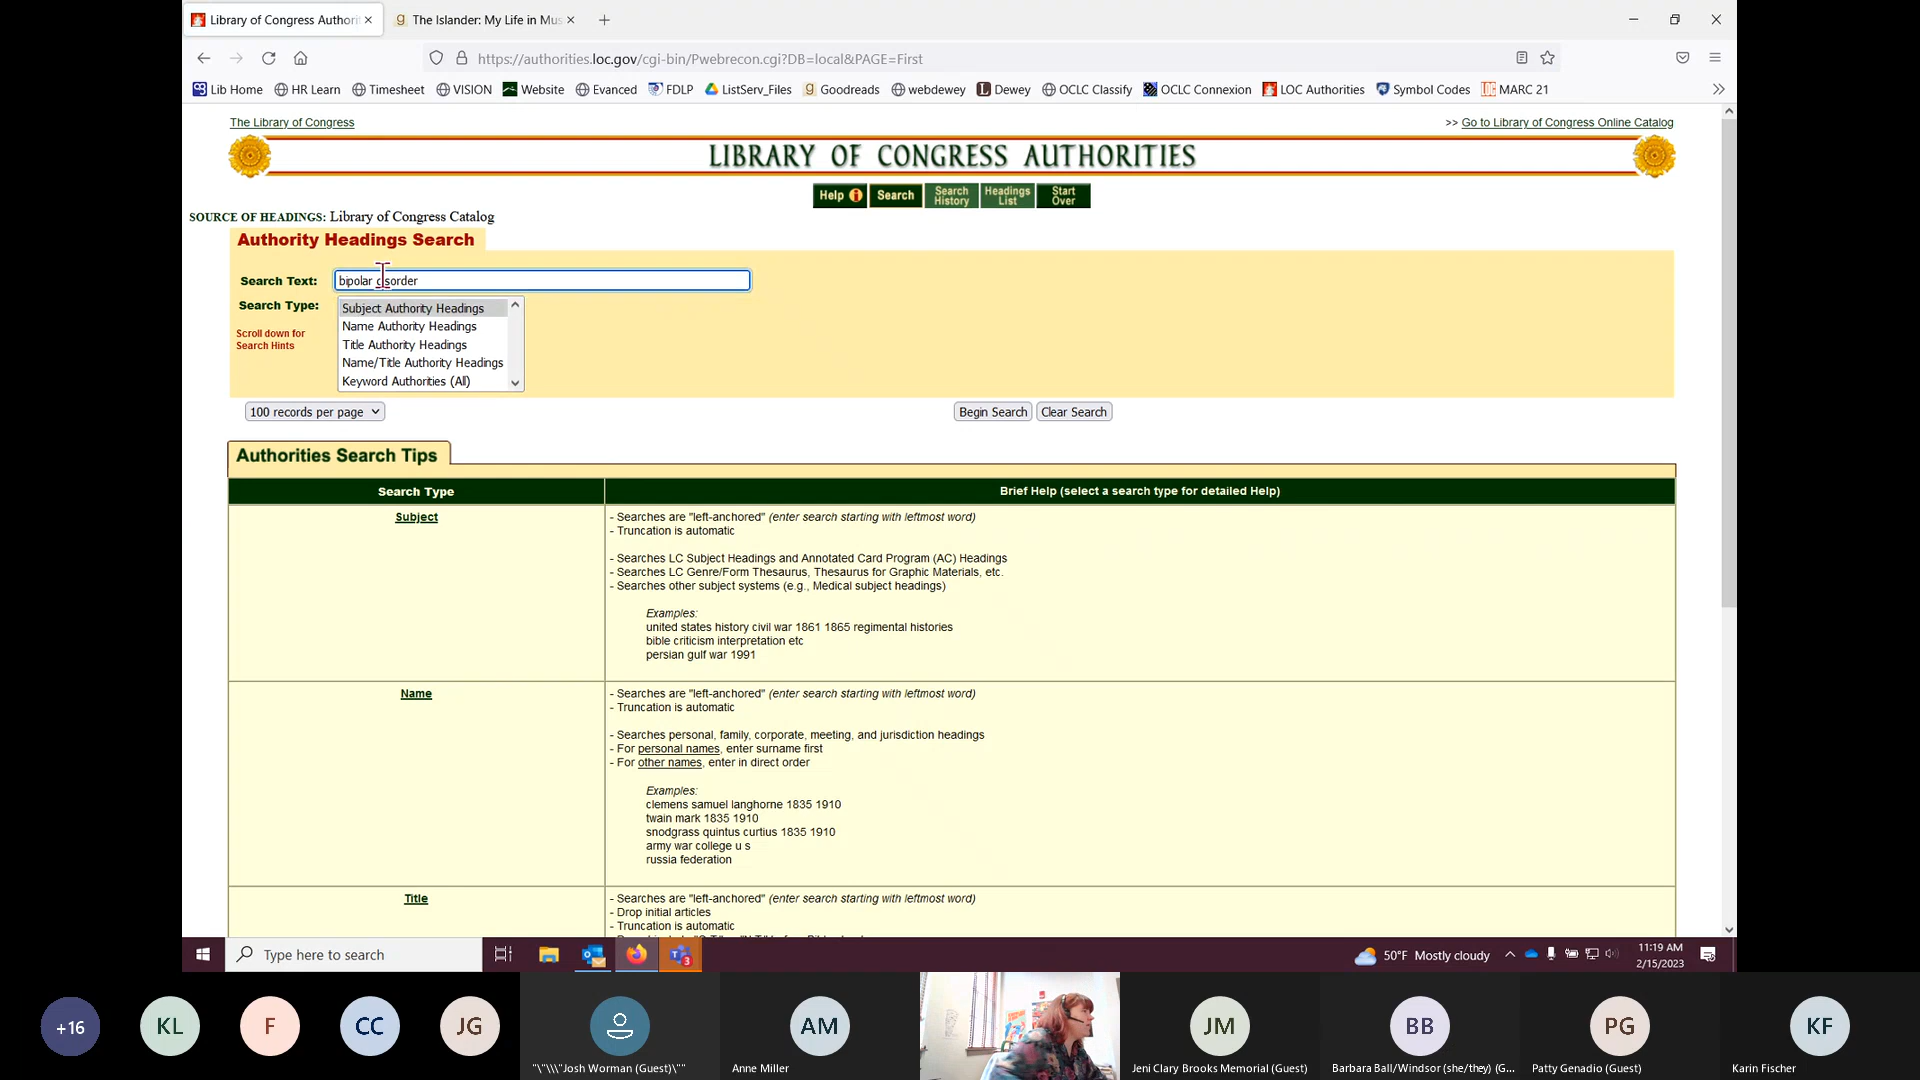 Library of Congress Authorit
The Islander: My Life in Mus
https://authorities.loc.gov/cgi-bin/Pwebrecon.cgi?DB=local&PAGE=First
Lib Home HR Learn Timesheet VISION Website Evanced FDLP ListServ_Files Goodreads webdewey Dewey OCLC Classify OCLC Connexion LOC Authorities Symbol Codes MARC 21
The Library of Congress
>> Go to Library of Congress Online Catalog
LIBRARY OF CONGRESS AUTHORITIES
Help Search Search History Headings List Start Over
SOURCE OF HEADINGS: Library of Congress Catalog
Authority Headings Search
Search Text: bipolar disorder
Search Type:
Scroll down for
Search Hints
Subject Authority Headings
Name Authority Headings
Title Authority Headings
Name/Title Authority Headings
Keyword Authorities (All)
100 records per page
Begin Search Clear Search
Authorities Search Tips
Search Type Brief Help (select a search type for detailed Help)
Subject
- Searches are "left-anchored" (enter search starting with leftmost word)
- Truncation is automatic
- Searches LC Subject Headings and Annotated Card Program (AC) Headings
- Searches LC Genre/Form Thesaurus, Thesaurus for Graphic Materials, etc.
- Searches other subject systems (e.g., Medical subject headings)
Examples:
united states history civil war 1861 1865 regimental histories
bible criticism interpretation etc
persian gulf war 1991
Name
- Searches are "left-anchored" (enter search starting with leftmost word)
- Truncation is automatic
- Searches personal, family, corporate, meeting, and jurisdiction headings
- For personal names, enter surname first
- For other names, enter in direct order
Examples:
clemens samuel langhorne 1835 1910
twain mark 1835 1910
snodgrass quintus curtius 1835 1910
army war college u s
russia federation
Title
- Searches are "left-anchored" (enter search starting with leftmost word)
- Drop initial articles
- Truncation is automatic
Type here to search
50°F Mostly cloudy
11:19 AM
2/15/2023
+16 KL F CC JG AM JM BB PG KF
"\"\\\"Josh Worman (Guest)\"" Anne Miller Jeni Clary Brooks Memorial (Guest) Barbara Ball/Windsor (she/they) (G... Patty Genadio (Guest) Karin Fischer